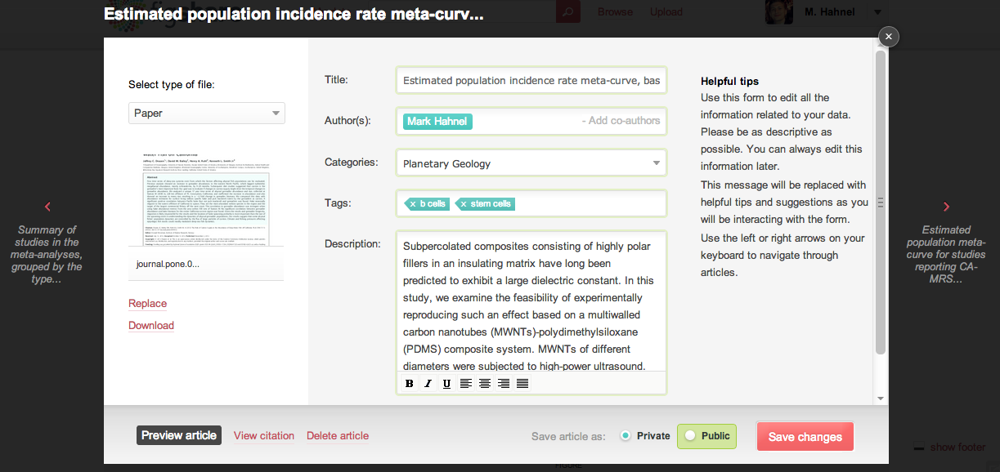 Estimated population incidence rate meta-curv...
Browse
Upload
M. Hahnel
Select type of file:
Paper
journal.pone.0...
Replace
Download
Title:
Estimated population incidence rate meta-curve, bas
Author(s):
Mark Hahnel
- Add co-authors
Categories:
Planetary Geology
Tags:
x b cells
x stem cells
Description:
Subpercolated composites consisting of highly polar
fillers in an insulating matrix have long been
predicted to exhibit a large dielectric constant. In this
study, we examine the feasibility of experimentally
reproducing such an effect based on a multiwalled
carbon nanotubes (MWNTs)-polydimethylsiloxane
(PDMS) composite system. MWNTs of different
diameters were subjected to high-power ultrasound.
B I U
Helpful tips
Use this form to edit all the
information related to your data.
Please be as descriptive as
possible. You can always edit this
information later.
This message will be replaced with
helpful tips and suggestions as you
will be interacting with the form.
Use the left or right arrows on your
keyboard to navigate through
articles.
Summary of
studies in the
meta-analyses,
grouped by the
type...
Estimated
population meta-
curve for studies
reporting CA-
MRS...
Preview article
View citation
Delete article
Save article as:
Private
Public
Save changes
show footer